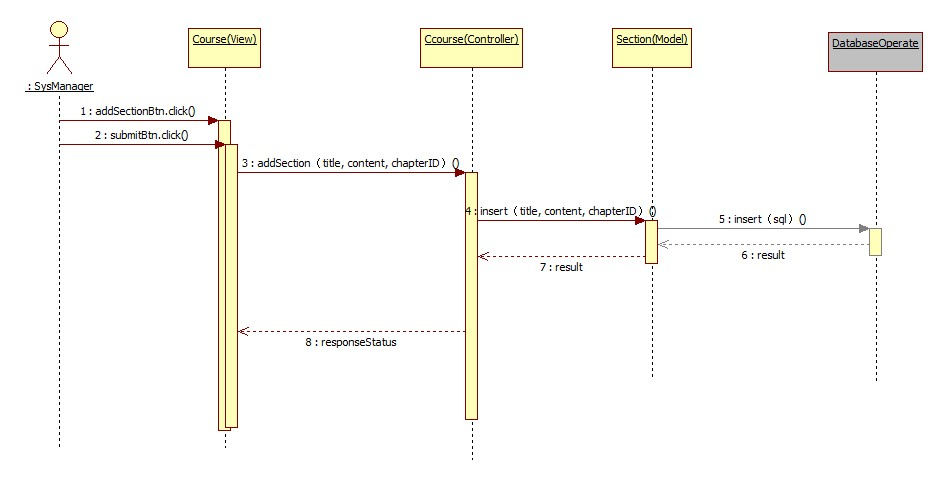 Course(View)
Ccourse(Controller)
Section(Model)
DatabaseOperate
: SysManager
1 : addSectionBtn.click()
2 : submitBtn.click()
3 : addSection（title, content, chapterID）()
4 : insert（title, content, chapterID）()
5 : insert（sql）()
6 : result
7 : result
8 : responseStatus